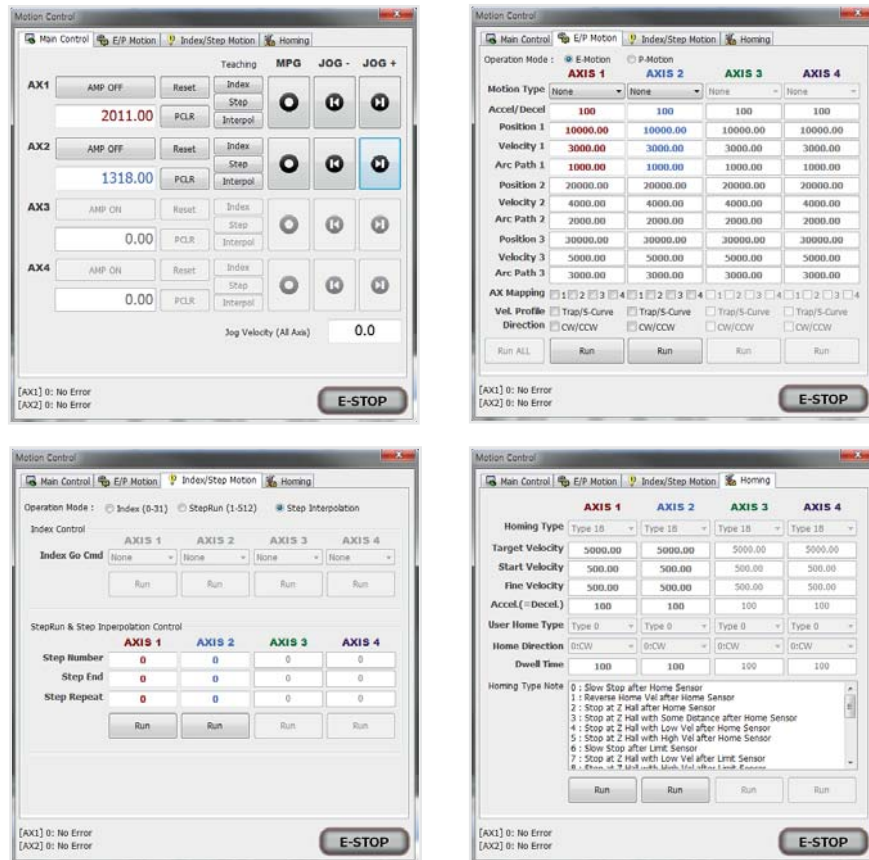 Motion Control
Main Control E/P Motion Index/Step Motion Homing
Teaching MPG JOG - JOG +
AX1 AMP OFF Reset Index
Step
2011.00 PCLR Interpol
AX2 AMP OFF Reset Index
Step
1318.00 PCLR Interpol
AX3 AMP ON Reset Index
Step
0.00 PCLR Interpol
AX4 AMP ON Reset Index
Step
0.00 PCLR Interpol
Jog Velocity (All Axis) 0.0
[AX1] 0: No Error
[AX2] 0: No Error
E-STOP
Motion Control
Main Control E/P Motion Index/Step Motion Homing
Operation Mode : E-Motion P-Motion
AXIS 1 AXIS 2 AXIS 3 AXIS 4
Motion Type None None None None
Accel/Decel 100 100 100 100
Position 1 10000.00 10000.00 10000.00 10000.00
Velocity 1 3000.00 3000.00 3000.00 3000.00
Arc Path 1 1000.00 1000.00 1000.00 1000.00
Position 2 20000.00 20000.00 20000.00 20000.00
Velocity 2 4000.00 4000.00 4000.00 4000.00
Arc Path 2 2000.00 2000.00 2000.00 2000.00
Position 3 30000.00 30000.00 30000.00 30000.00
Velocity 3 5000.00 5000.00 5000.00 5000.00
Arc Path 3 3000.00 3000.00 3000.00 3000.00
AX Mapping 1 2 3 4 1 2 3 4 1 2 3 4 1 2 3 4
Vel. Profile Trap/S-Curve Trap/S-Curve Trap/S-Curve Trap/S-Curve
Direction CW/CCW CW/CCW CW/CCW CW/CCW
Run ALL Run Run Run Run
[AX1] 0: No Error
[AX2] 0: No Error
E-STOP
Motion Control
Main Control E/P Motion Index/Step Motion Homing
Operation Mode : Index (0-31) StepRun (1-512) Step Interpolation
Index Control
AXIS 1 AXIS 2 AXIS 3 AXIS 4
Index Go Cmd None None None None
Run Run Run Run
StepRun & Step Inperpolation Control
AXIS 1 AXIS 2 AXIS 3 AXIS 4
Step Number 0 0 0 0
Step End 0 0 0 0
Step Repeat 0 0 0 0
Run Run Run Run
[AX1] 0: No Error
[AX2] 0: No Error
E-STOP
Motion Control
Main Control E/P Motion Index/Step Motion Homing
AXIS 1 AXIS 2 AXIS 3 AXIS 4
Homing Type Type 18 Type 18 Type 18 Type 18
Target Velocity 5000.00 5000.00 5000.00 5000.00
Start Velocity 500.00 500.00 500.00 500.00
Fine Velocity 500.00 500.00 500.00 500.00
Accel.(=Decel.) 100 100 100 100
User Home Type Type 0 Type 0 Type 0 Type 0
Home Direction 0:CW 0:CW 0:CW 0:CW
Dwell Time 100 100 100 100
Homing Type Note 0 : Slow Stop after Home Sensor
1 : Reverse Home Vel after Home Sensor
2 : Stop at Z Hall after Home Sensor
3 : Stop at Z Hall with Some Distance after Home Sensor
4 : Stop at Z Hall with Low Vel after Home Sensor
5 : Stop at Z Hall with High Vel after Home Sensor
6 : Slow Stop after Limit Sensor
7 : Stop at Z Hall with Low Vel after Limit Sensor
8 : Stop at Z Hall with High Vel after Limit Sensor
Run Run Run Run
[AX1] 0: No Error
[AX2] 0: No Error
E-STOP